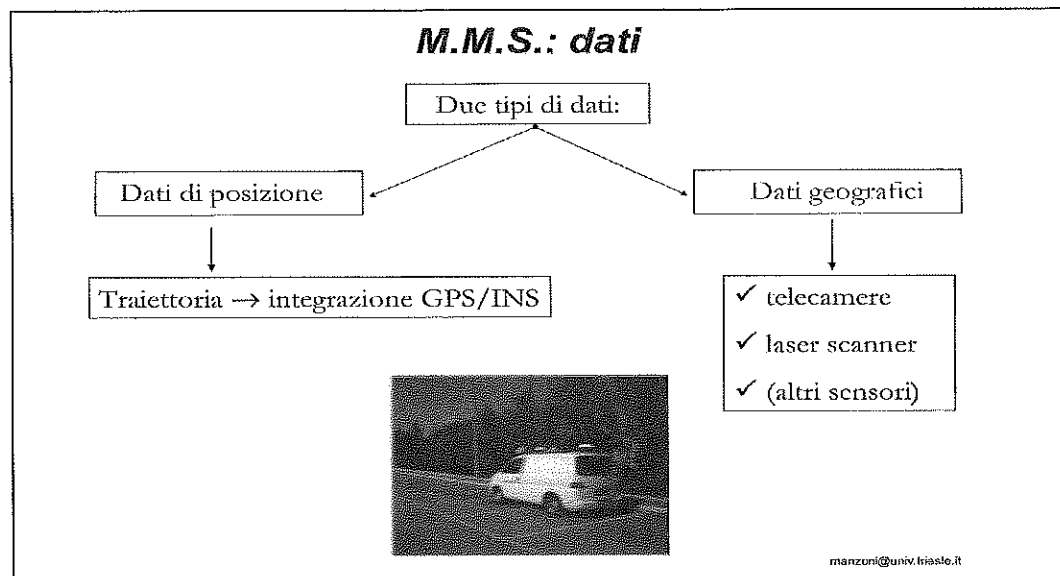 M.M.S.: dati
Due tipi di dati:
Dati di posizione
Dati geografici
Traiettoria → integrazione GPS/INS
✓ telecamere
✓ laser scanner
✓ (altri sensori)
manzoni@univ.trieste.it